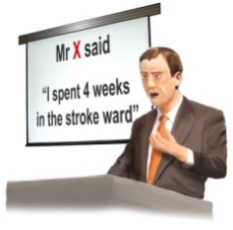 Mr X said
“I spent 4 weeks
in the stroke ward”